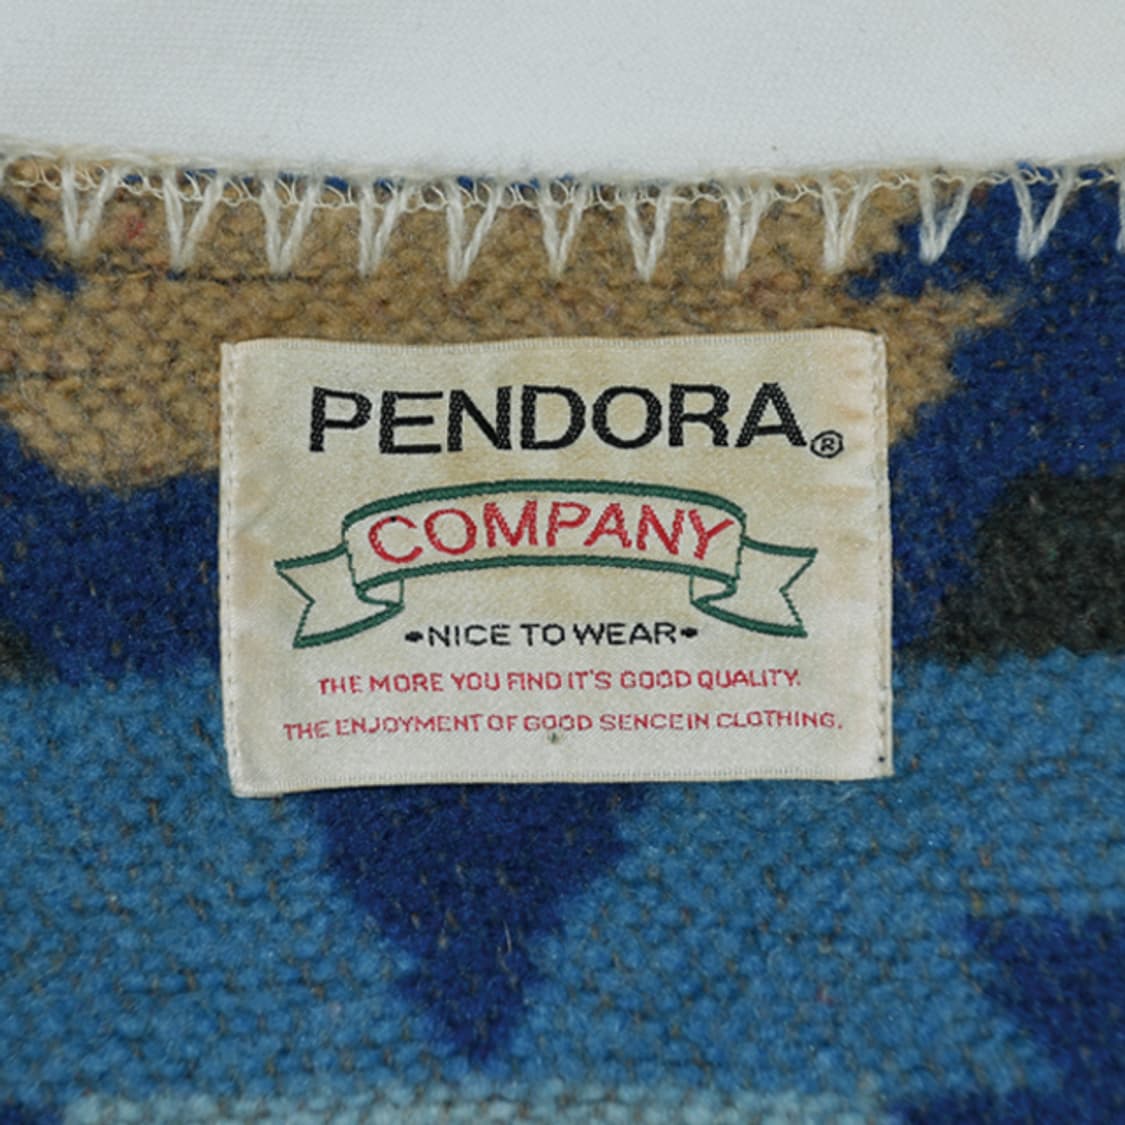 PENDORA®
COMPANY
•NICE TO WEAR•
THE MORE YOU FIND IT'S GOOD QUALITY.
THE ENJOYMENT OF GOOD SENCE IN CLOTHING.